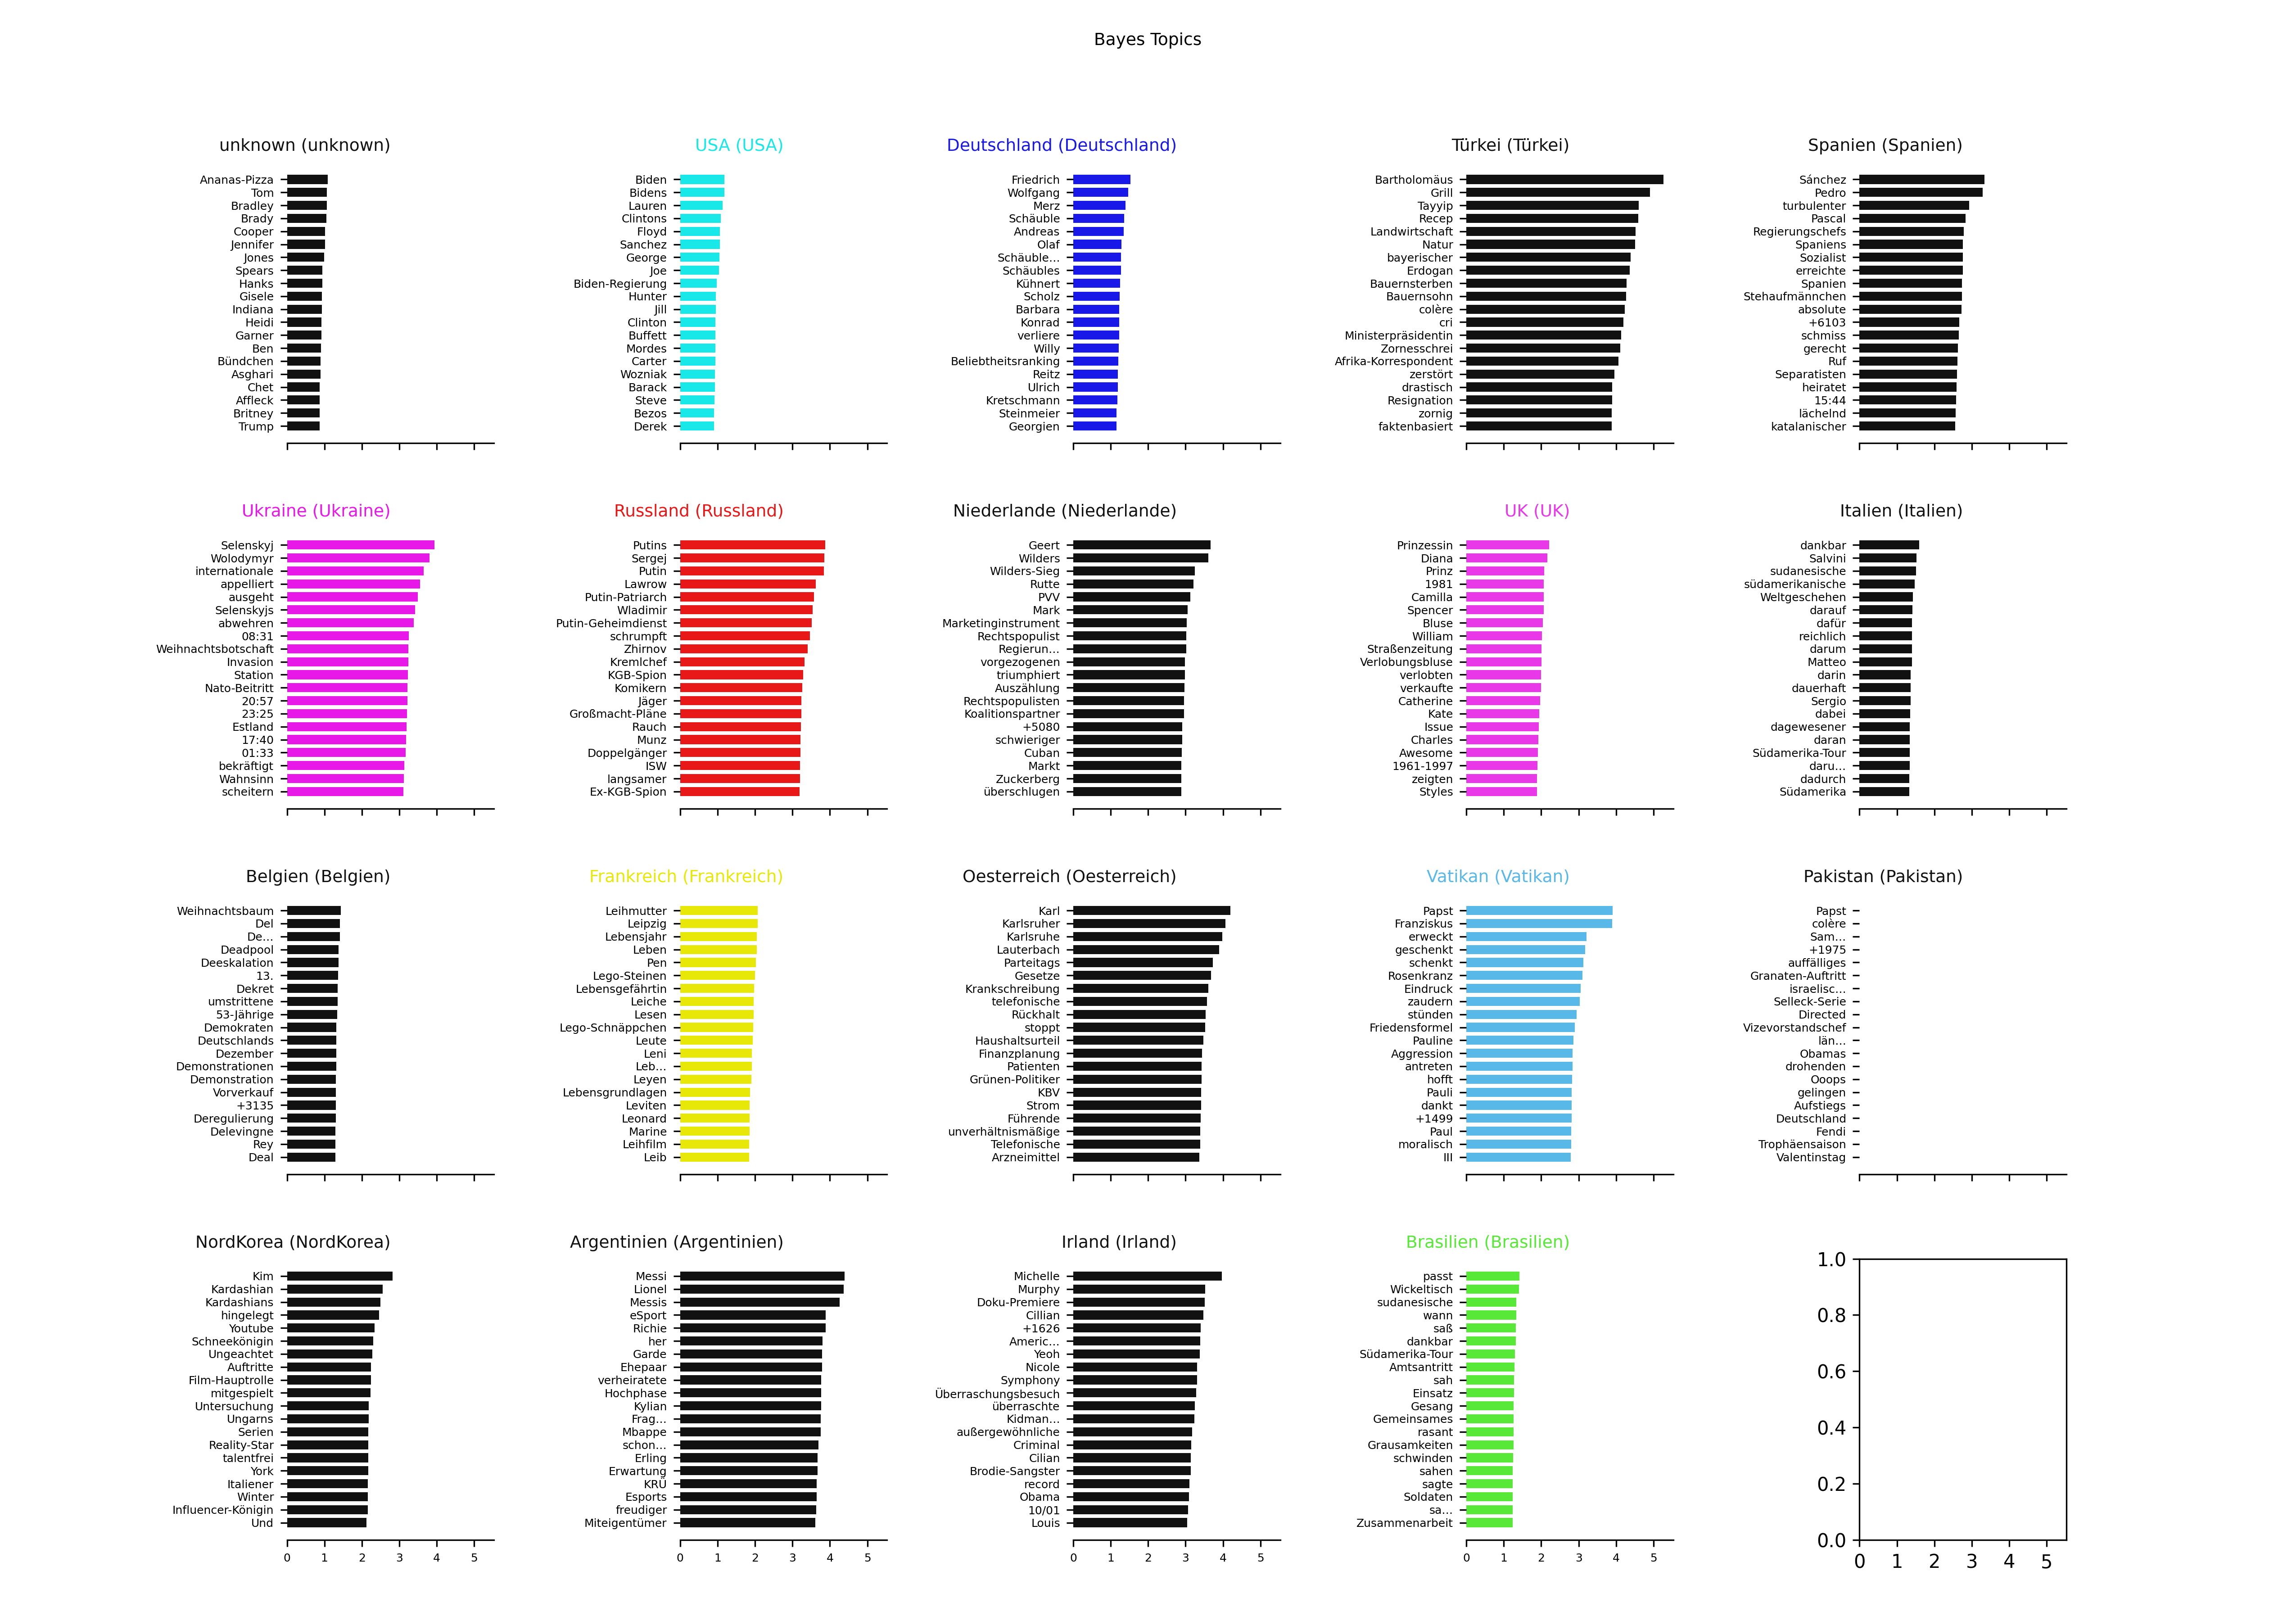 Bayes Topics
unknown (unknown)
Ananas-Pizza
Tom
Bradley
Brady
Cooper
Jennifer
Jones
Spears
Hanks
Gisele
Indiana
Heidi
Garner
Ben
Bündchen
Asghari
Chet
Affleck
Britney
Trump
USA (USA)
Biden
Bidens
Lauren
Clintons
Floyd
Sanchez
George
Joe
Biden-Regierung
Hunter
Jill
Clinton
Buffett
Mordes
Carter
Wozniak
Barack
Steve
Bezos
Derek
Deutschland (Deutschland)
Friedrich
Wolfgang
Merz
Schäuble
Andreas
Olaf
Schäuble...
Schäubles
Kühnert
Scholz
Barbara
Konrad
verliere
Willy
Beliebtheitsranking
Reitz
Ulrich
Kretschmann
Steinmeier
Georgien
Türkei (Türkei)
Bartholomäus
Grill
Tayyip
Recep
Landwirtschaft
Natur
bayerischer
Erdogan
Bauernsterben
Bauernsohn
colère
cri
Ministerpräsidentin
Zornesschrei
Afrika-Korrespondent
zerstört
drastisch
Resignation
zornig
faktenbasiert
Spanien (Spanien)
Sánchez
Pedro
turbulenter
Pascal
Regierungschefs
Spaniens
Sozialist
erreichte
Spanien
Stehaufmännchen
absolute
+6103
schmiss
gerecht
Ruf
Separatisten
heiratet
15:44
lächelnd
katalanischer
Ukraine (Ukraine)
Selenskyj
Wolodymyr
internationale
appelliert
ausgeht
Selenskyjs
abwehren
08:31
Weihnachtsbotschaft
Invasion
Station
Nato-Beitritt
20:57
23:25
Estland
17:40
01:33
bekräftigt
Wahnsinn
scheitern
Russland (Russland)
Putins
Sergej
Putin
Lawrow
Putin-Patriarch
Wladimir
Putin-Geheimdienst
schrumpft
Zhirnov
Kremlchef
KGB-Spion
Komikern
Jäger
Großmacht-Pläne
Rauch
Munz
Doppelgänger
ISW
langsamer
Ex-KGB-Spion
Niederlande (Niederlande)
Geert
Wilders
Wilders-Sieg
Rutte
PVV
Mark
Marketinginstrument
Rechtspopulist
Regierun...
vorgezogenen
triumphiert
Auszählung
Rechtspopulisten
Koalitionspartner
+5080
schwieriger
Cuban
Markt
Zuckerberg
überschlugen
UK (UK)
Prinzessin
Diana
Prinz
1981
Camilla
Spencer
Bluse
William
Straßenzeitung
Verlobungsbluse
verlobten
verkaufte
Catherine
Kate
Issue
Charles
Awesome
1961-1997
zeigten
Styles
Italien (Italien)
dankbar
Salvini
sudanesische
südamerikanische
Weltgeschehen
darauf
dafür
reichlich
darum
Matteo
darin
dauerhaft
Sergio
dabei
dagewesener
daran
Südamerika-Tour
daru...
dadurch
Südamerika
Belgien (Belgien)
Weihnachtsbaum
Del
De...
Deadpool
Deeskalation
13.
Dekret
umstrittene
53-Jährige
Demokraten
Deutschlands
Dezember
Demonstrationen
Demonstration
Vorverkauf
+3135
Deregulierung
Delevingne
Rey
Deal
Frankreich (Frankreich)
Leihmutter
Leipzig
Lebensjahr
Leben
Pen
Lego-Steinen
Lebensgefährtin
Leiche
Lesen
Lego-Schnäppchen
Leute
Leni
Leb...
Leyen
Lebensgrundlagen
Leviten
Leonard
Marine
Leihfilm
Leib
Oesterreich (Oesterreich)
Karl
Karlsruher
Karlsruhe
Lauterbach
Parteitags
Gesetze
Krankschreibung
telefonische
Rückhalt
stoppt
Haushaltsurteil
Finanzplanung
Patienten
Grünen-Politiker
KBV
Strom
Führende
unverhältnismäßige
Telefonische
Arzneimittel
Vatikan (Vatikan)
Papst
Franziskus
erweckt
geschenkt
schenkt
Rosenkranz
Eindruck
zaudern
stünden
Friedensformel
Pauline
Aggression
antreten
hofft
Pauli
dankt
+1499
Paul
moralisch
III
Pakistan (Pakistan)
Papst
colère
Sam...
+1975
auffälliges
Granaten-Auftritt
israelisc...
Selleck-Serie
Directed
Vizevorstandschef
län...
Obamas
drohenden
Ooops
gelingen
Aufstiegs
Deutschland
Fendi
Trophäensaison
Valentinstag
NordKorea (NordKorea)
Kim
Kardashian
Kardashians
hingelegt
Youtube
Schneekönigin
Ungeachtet
Auftritte
Film-Hauptrolle
mitgespielt
Untersuchung
Ungarns
Serien
Reality-Star
talentfrei
York
Italiener
Winter
Influencer-Königin
Und
0 1 2 3 4 5
Argentinien (Argentinien)
Messi
Lionel
Messis
eSport
Richie
her
Garde
Ehepaar
verheiratete
Hochphase
Kylian
Frag...
Mbappe
schon...
Erling
Erwartung
KRÜ
Esports
freudiger
Miteigentümer
0 1 2 3 4 5
Irland (Irland)
Michelle
Murphy
Doku-Premiere
Cillian
+1626
Americ...
Yeoh
Nicole
Symphony
Überraschungsbesuch
überraschte
Kidman...
außergewöhnliche
Criminal
Cilian
Brodie-Sangster
record
Obama
10/01
Louis
0 1 2 3 4 5
Brasilien (Brasilien)
passt
Wickeltisch
sudanesische
wann
saß
dankbar
Südamerika-Tour
Amtsantritt
sah
Einsatz
Gesang
Gemeinsames
rasant
Grausamkeiten
schwinden
sahen
sagte
Soldaten
sa...
Zusammenarbeit
0 1 2 3 4 5
1.0
0.8
0.6
0.4
0.2
0.0
0 1 2 3 4 5